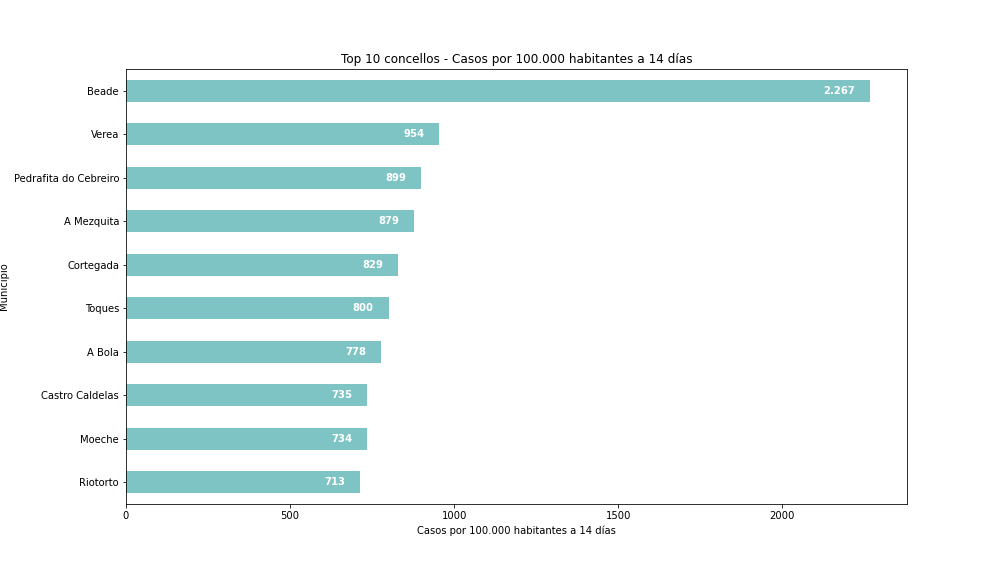 Top 10 concellos - Casos por 100.000 habitantes a 14 días
Municipio
Beade 2.267
Verea 954
Pedrafita do Cebreiro 899
A Mezquita 879
Cortegada 829
Toques 800
A Bola 778
Castro Caldelas 735
Moeche 734
Riotorto 713
0 500 1000 1500 2000
Casos por 100.000 habitantes a 14 días